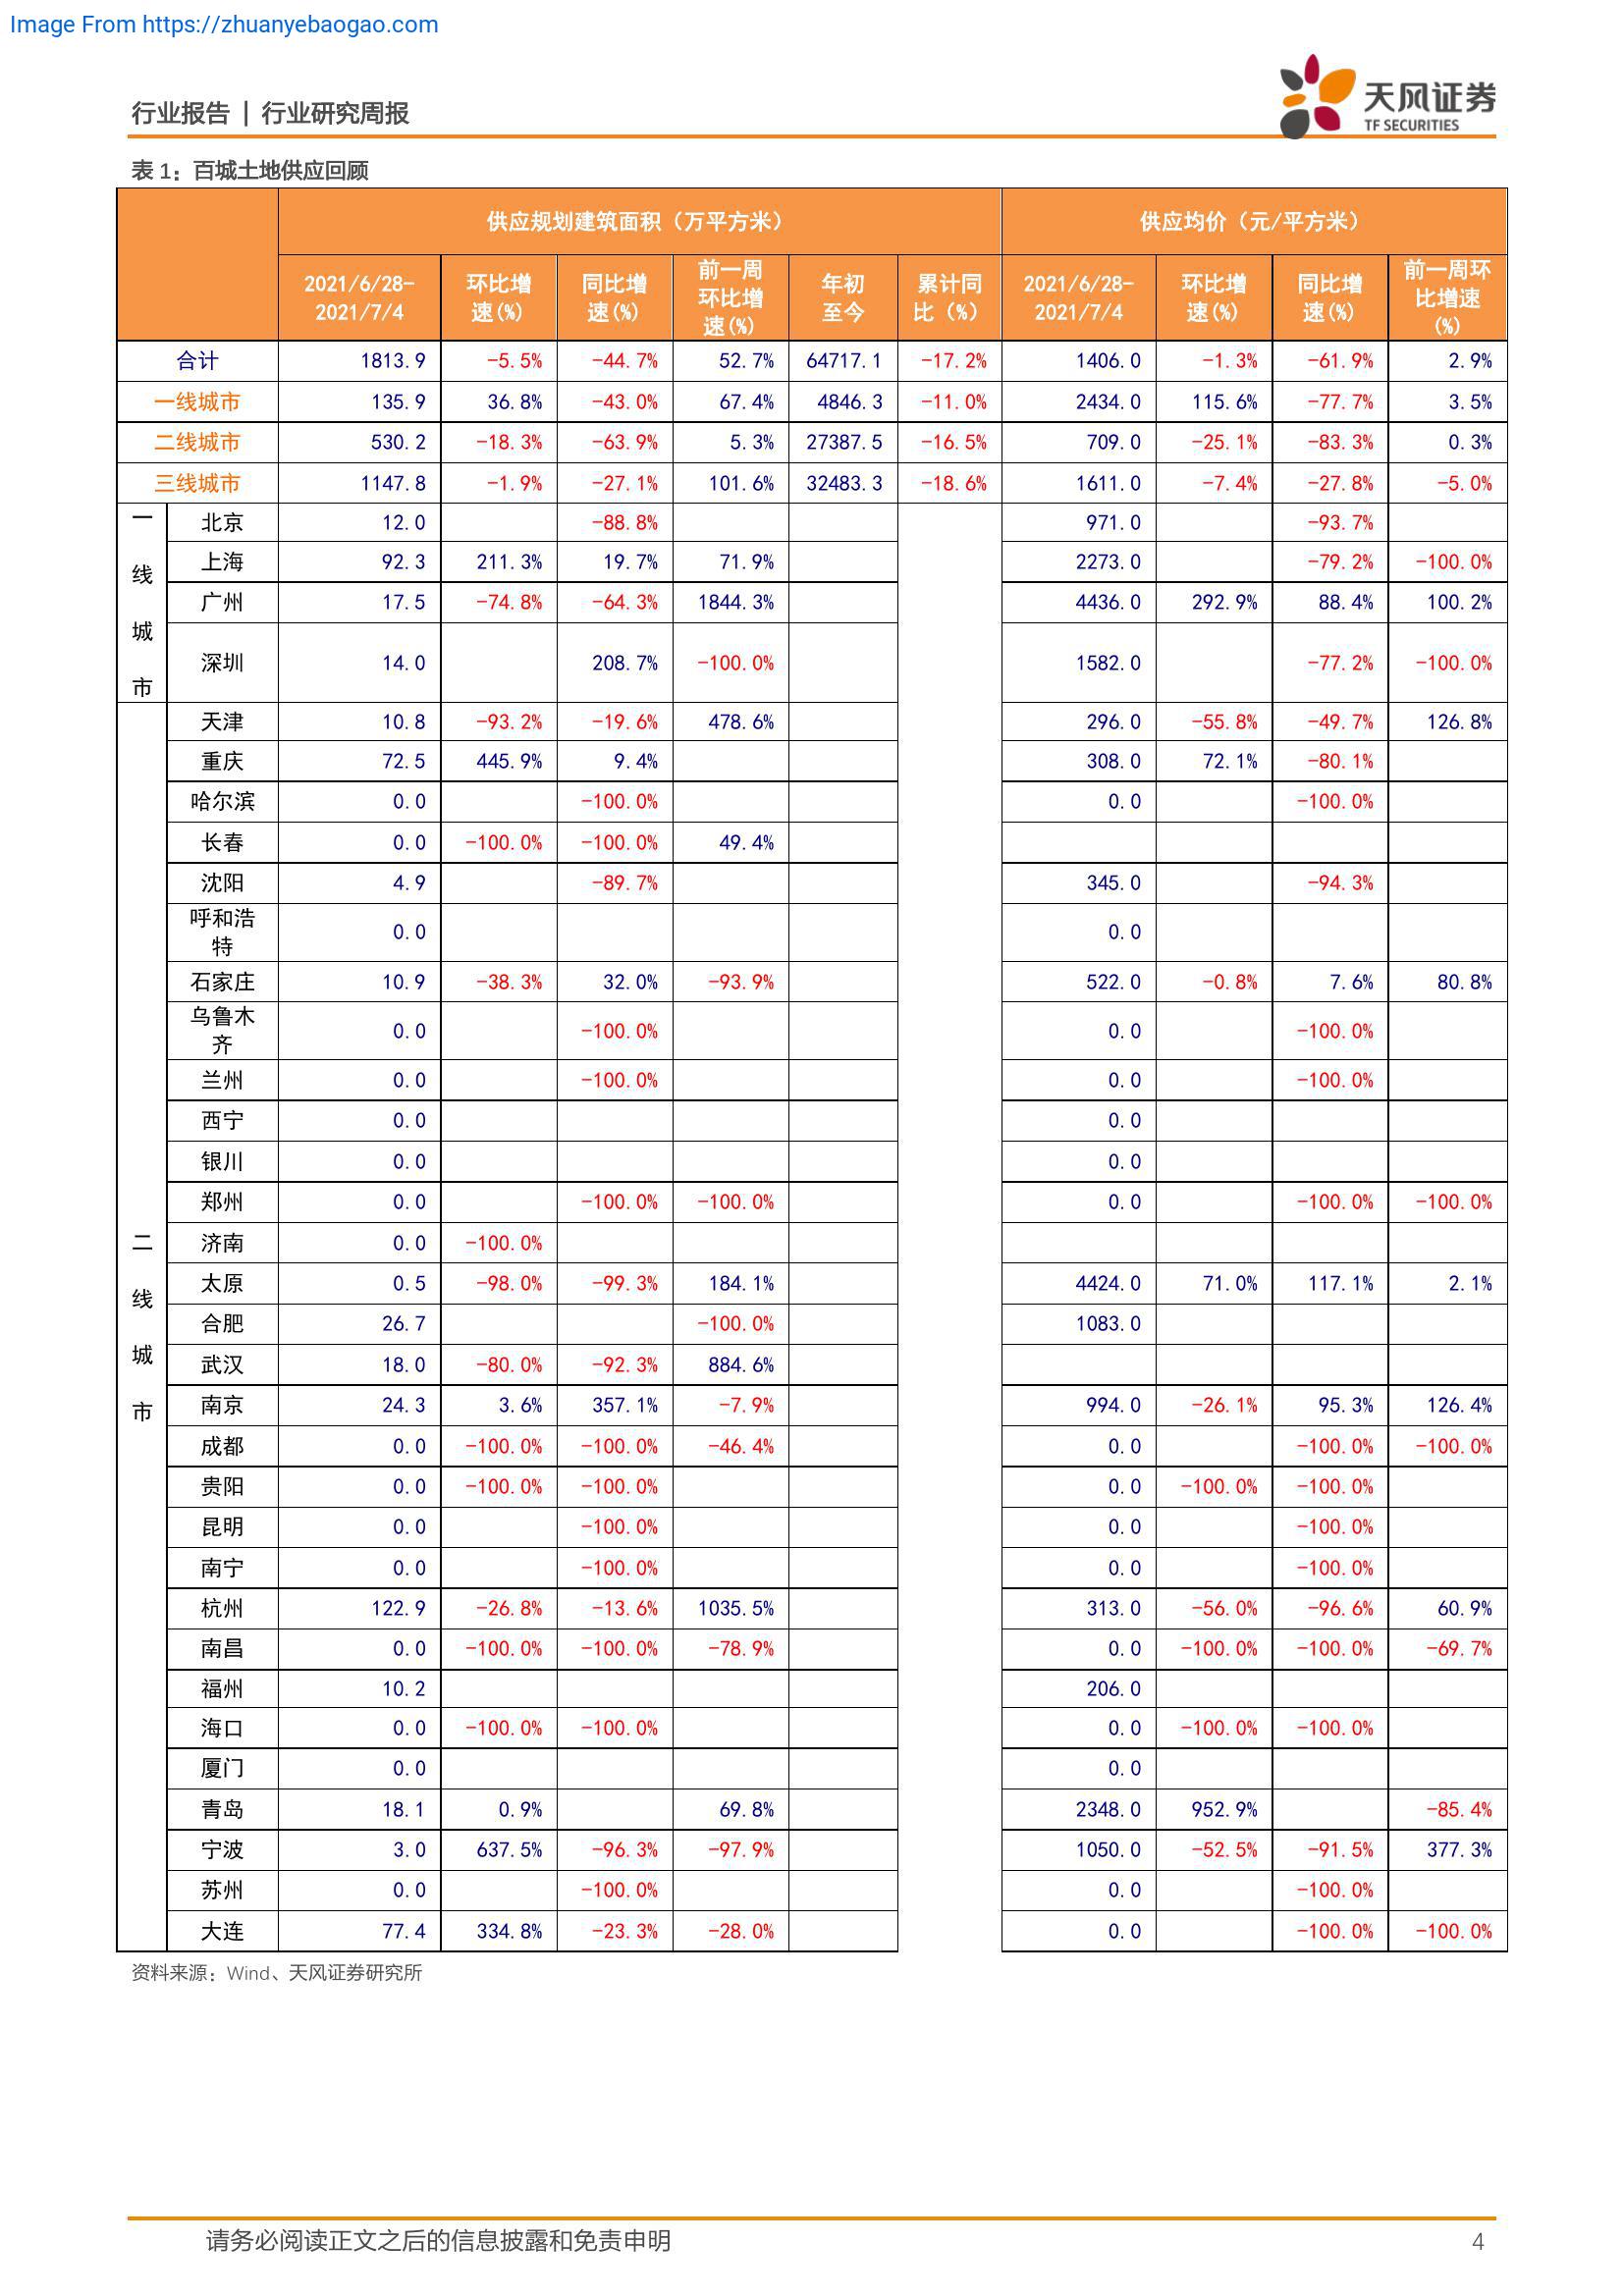 Image From https://zhuanyebaogao.com
天风证券
TF SECURITIES
行业报告 | 行业研究周报
表 1：百城土地供应回顾
供应规划建筑面积（万平方米） 供应均价（元/平方米）
2021/6/28-2021/7/4 环比增速(%) 同比增速(%) 前一周环比增速(%) 年初至今 累计同比（%） 2021/6/28-2021/7/4 环比增速(%) 同比增速(%) 前一周环比增速(%)
合计 1813.9 -5.5% -44.7% 52.7% 64717.1 -17.2% 1406.0 -1.3% -61.9% 2.9%
一线城市 135.9 36.8% -43.0% 67.4% 4846.3 -11.0% 2434.0 115.6% -77.7% 3.5%
二线城市 530.2 -18.3% -63.9% 5.3% 27387.5 -16.5% 709.0 -25.1% -83.3% 0.3%
三线城市 1147.8 -1.9% -27.1% 101.6% 32483.3 -18.6% 1611.0 -7.4% -27.8% -5.0%
一线城市
北京 12.0 -88.8% 971.0 -93.7%
上海 92.3 211.3% 19.7% 71.9% 2273.0 -79.2% -100.0%
广州 17.5 -74.8% -64.3% 1844.3% 4436.0 292.9% 88.4% 100.2%
深圳 14.0 208.7% -100.0% 1582.0 -77.2% -100.0%
二线城市
天津 10.8 -93.2% -19.6% 478.6% 296.0 -55.8% -49.7% 126.8%
重庆 72.5 445.9% 9.4% 308.0 72.1% -80.1%
哈尔滨 0.0 -100.0% 0.0 -100.0%
长春 0.0 -100.0% -100.0% 49.4%
沈阳 4.9 -89.7% 345.0 -94.3%
呼和浩特 0.0 0.0
石家庄 10.9 -38.3% 32.0% -93.9% 522.0 -0.8% 7.6% 80.8%
乌鲁木齐 0.0 -100.0% 0.0 -100.0%
兰州 0.0 -100.0% 0.0 -100.0%
西宁 0.0 0.0
银川 0.0 0.0
郑州 0.0 -100.0% -100.0% 0.0 -100.0% -100.0%
济南 0.0 -100.0%
太原 0.5 -98.0% -99.3% 184.1% 4424.0 71.0% 117.1% 2.1%
合肥 26.7 -100.0% 1083.0
武汉 18.0 -80.0% -92.3% 884.6%
南京 24.3 3.6% 357.1% -7.9% 994.0 -26.1% 95.3% 126.4%
成都 0.0 -100.0% -100.0% -46.4% 0.0 -100.0% -100.0%
贵阳 0.0 -100.0% -100.0% 0.0 -100.0% -100.0%
昆明 0.0 -100.0% 0.0 -100.0%
南宁 0.0 -100.0% 0.0 -100.0%
杭州 122.9 -26.8% -13.6% 1035.5% 313.0 -56.0% -96.6% 60.9%
南昌 0.0 -100.0% -100.0% -78.9% 0.0 -100.0% -100.0% -69.7%
福州 10.2 206.0
海口 0.0 -100.0% -100.0% 0.0 -100.0% -100.0%
厦门 0.0 0.0
青岛 18.1 0.9% 69.8% 2348.0 952.9% -85.4%
宁波 3.0 637.5% -96.3% -97.9% 1050.0 -52.5% -91.5% 377.3%
苏州 0.0 -100.0% 0.0 -100.0%
大连 77.4 334.8% -23.3% -28.0% 0.0 -100.0% -100.0%
资料来源：Wind、天风证券研究所
请务必阅读正文之后的信息披露和免责申明 4